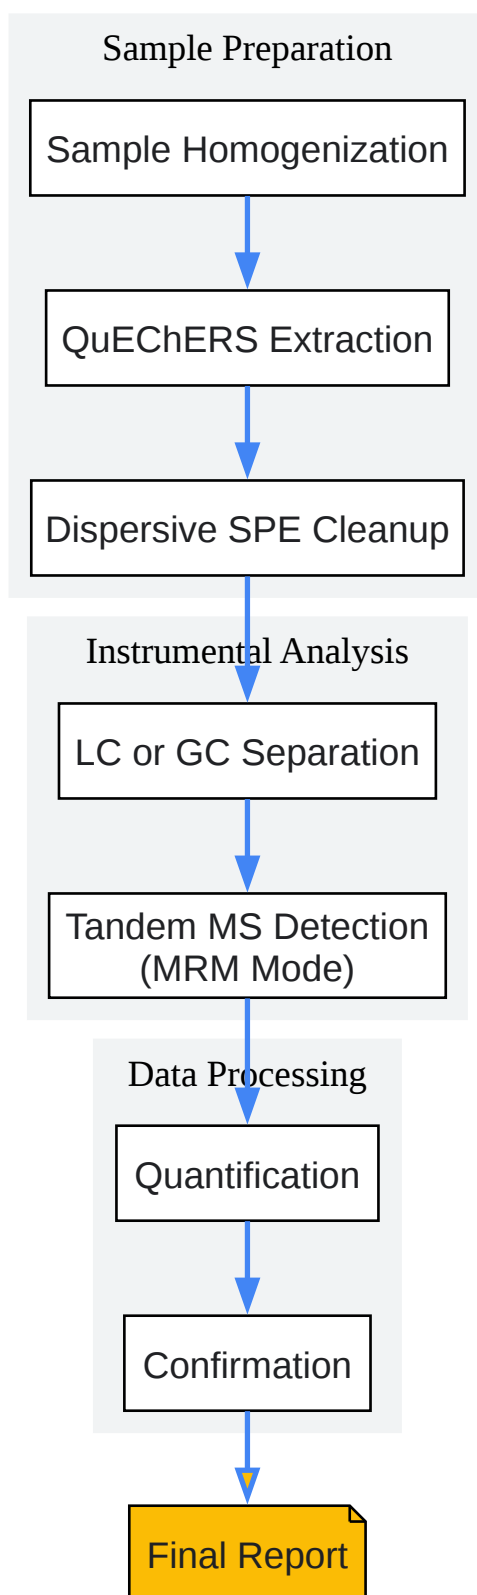 Sample Preparation
Sample Homogenization
QuEChERS Extraction
Dispersive SPE Cleanup
Instrumental Analysis
LC or GC Separation
Tandem MS Detection
(MRM Mode)
Data Processing
Quantification
Confirmation
Final Report